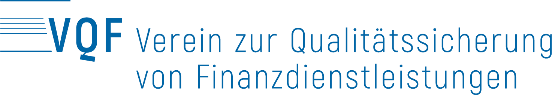 VQF Verein zur Qualitätssicherung
von Finanzdienstleistungen